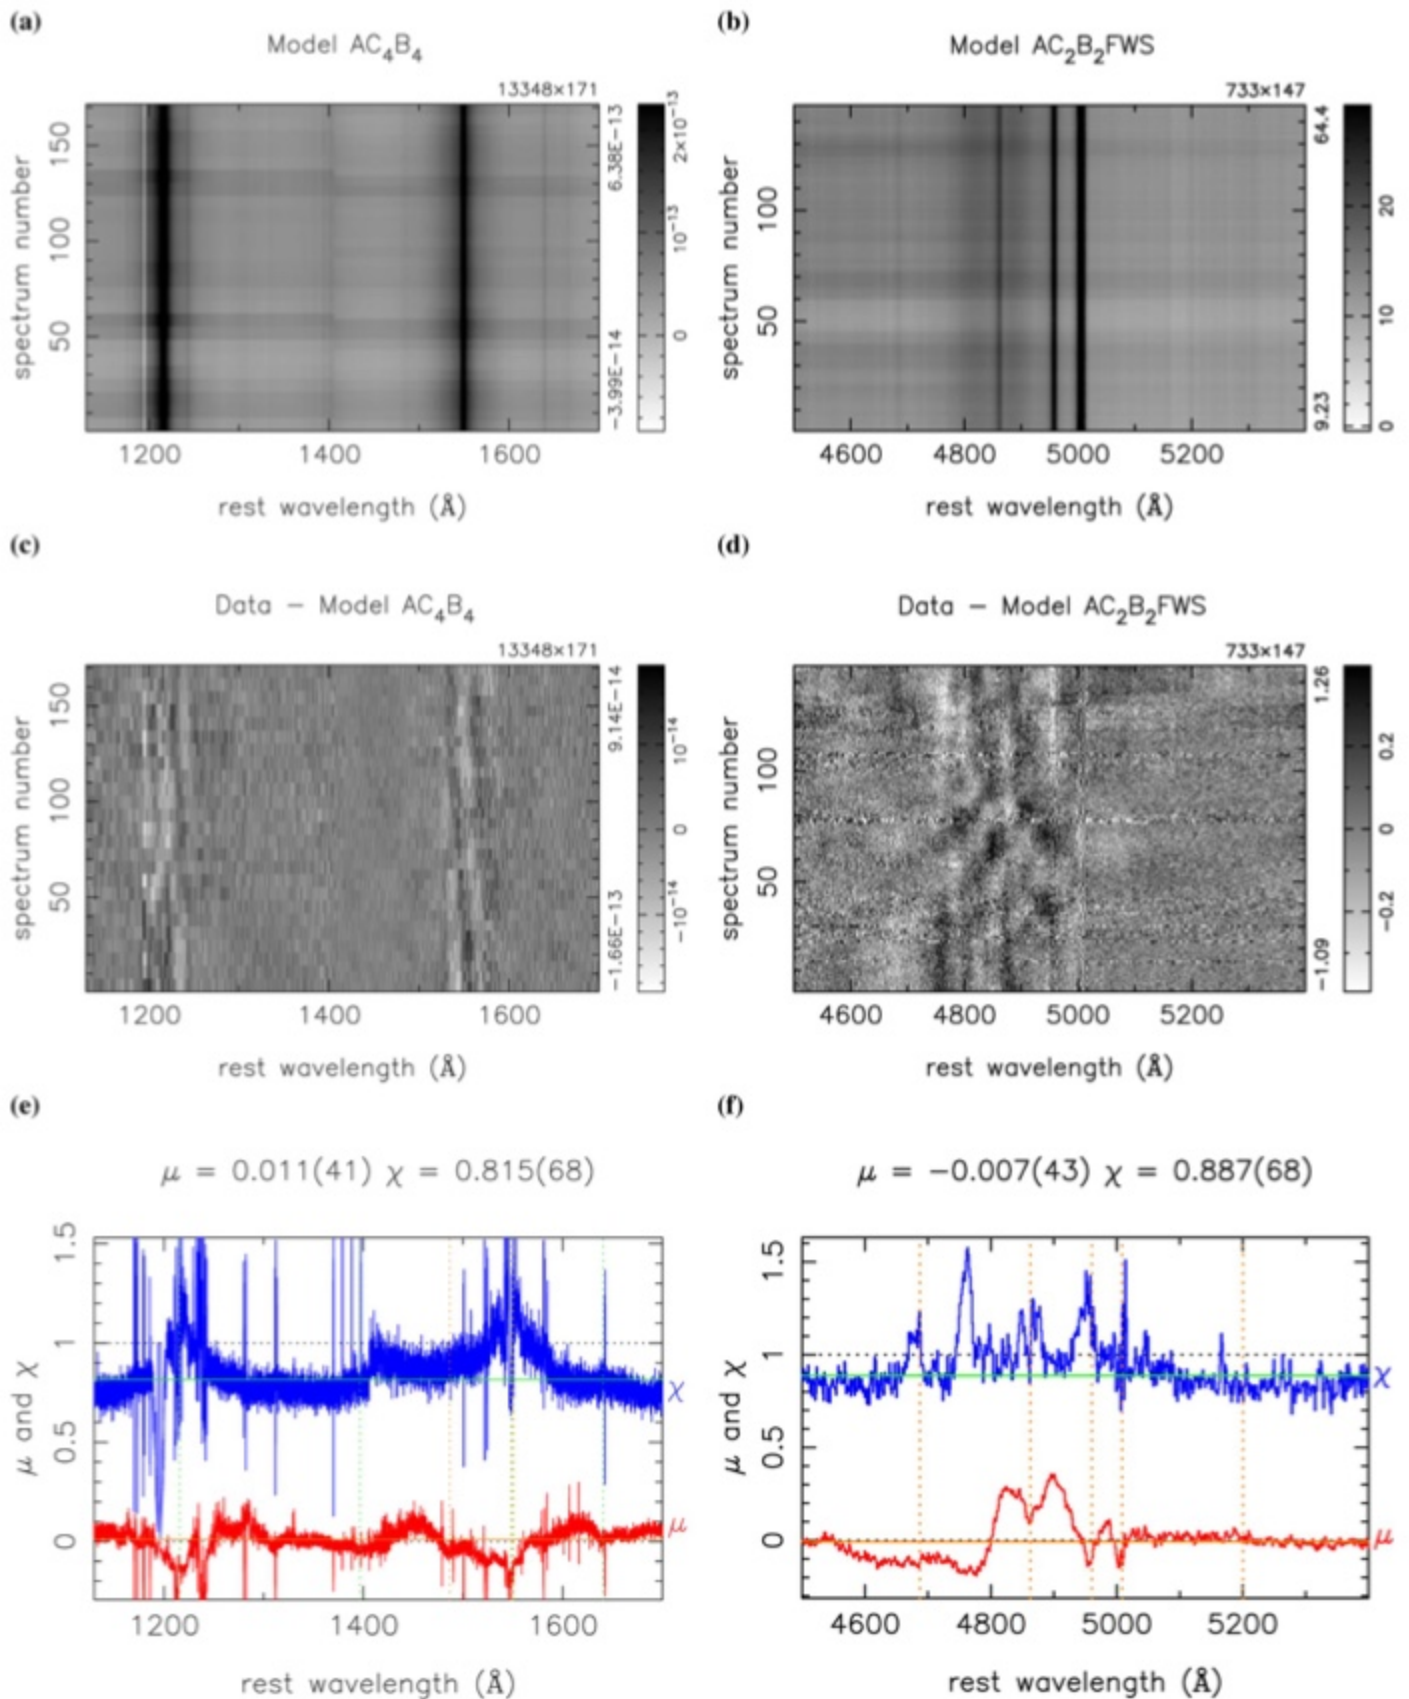 (a)
Model AC4B4
13348×171
150
100
50
spectrum number
6.38E−13
−3.99E−14
2×10−13
10−13
0
1200 1400 1600
rest wavelength (Å)
(b)
Model AC2B2FWS
733×147
100
50
spectrum number
64.4
9.23
20
10
0
4600 4800 5000 5200
rest wavelength (Å)
(c)
Data − Model AC4B4
13348×171
150
100
50
spectrum number
9.14E−14
−1.66E−13
10−14
0
−10−14
1200 1400 1600
rest wavelength (Å)
(d)
Data − Model AC2B2FWS
733×147
100
50
spectrum number
1.26
−1.09
0.2
0
−0.2
4600 4800 5000 5200
rest wavelength (Å)
(e)
μ = 0.011(41) χ = 0.815(68)
1.5
1
0.5
0
μ and χ
χ
μ
1200 1400 1600
rest wavelength (Å)
(f)
μ = −0.007(43) χ = 0.887(68)
1.5
1
0.5
0
μ and χ
χ
μ
4600 4800 5000 5200
rest wavelength (Å)